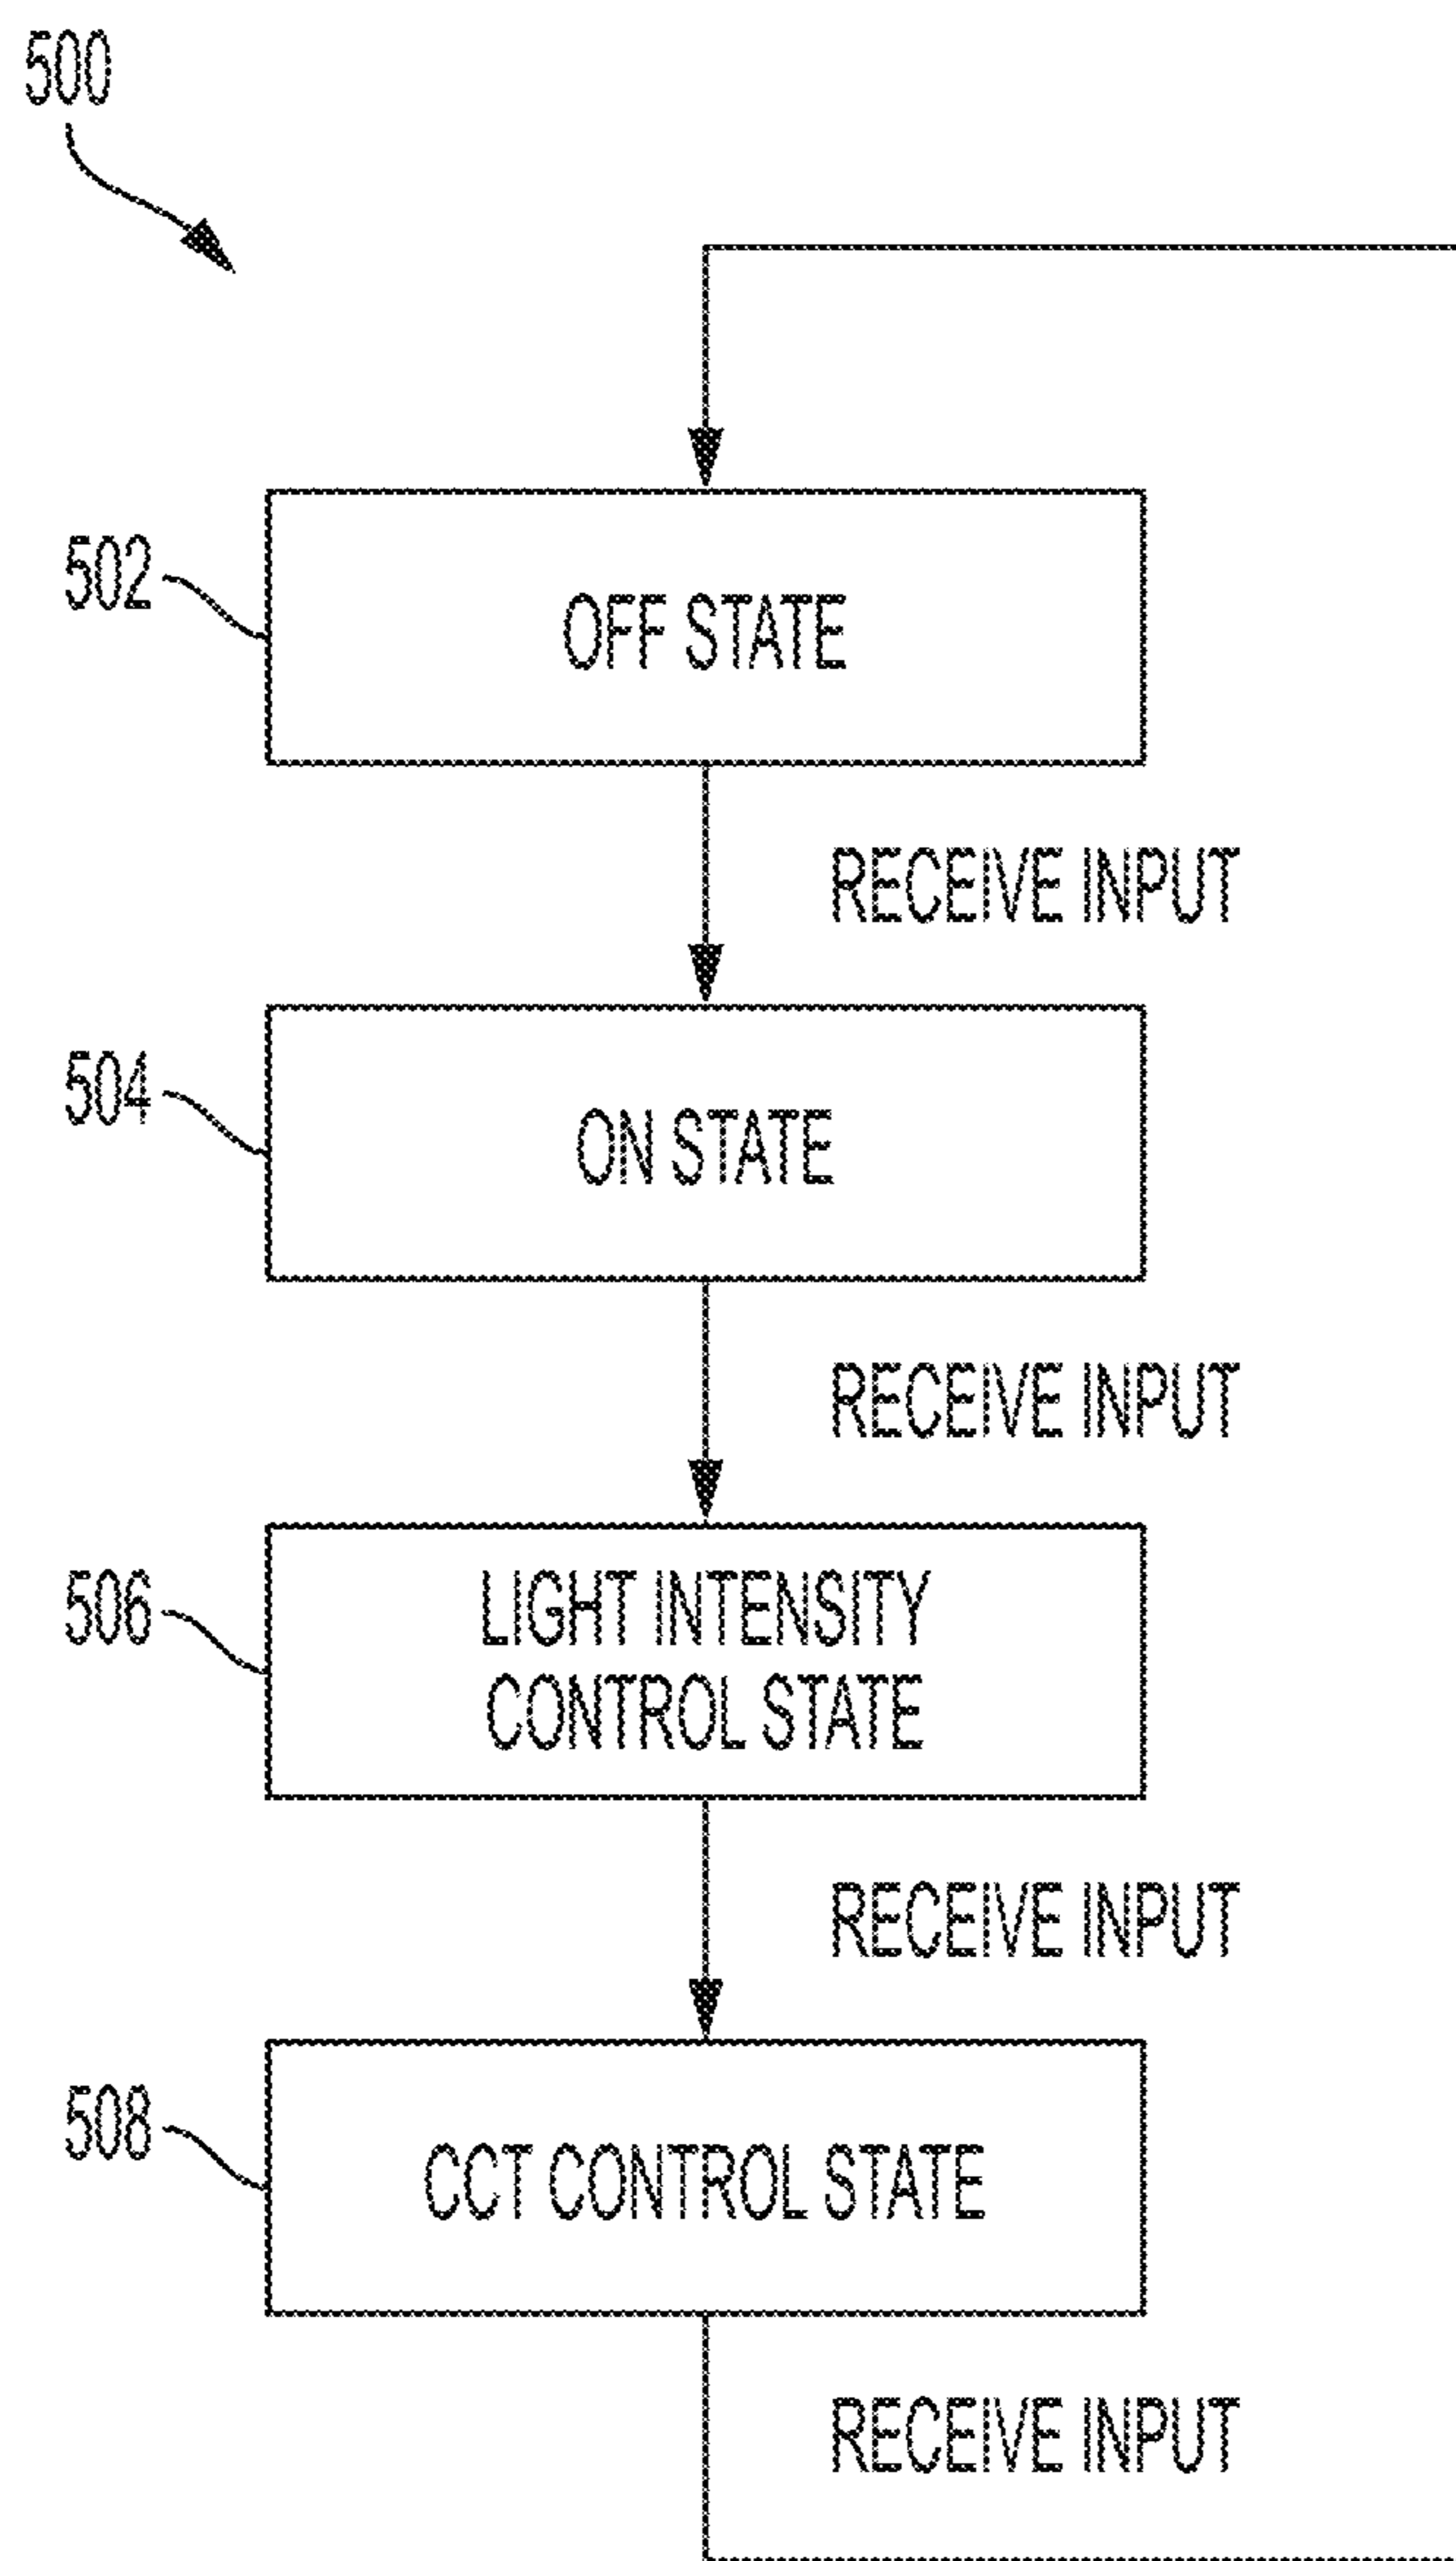 500
502
OFF STATE
RECEIVE INPUT
504
ON STATE
RECEIVE INPUT
506
LIGHT INTENSITY
CONTROL STATE
RECEIVE INPUT
508
CCT CONTROL STATE
RECEIVE INPUT